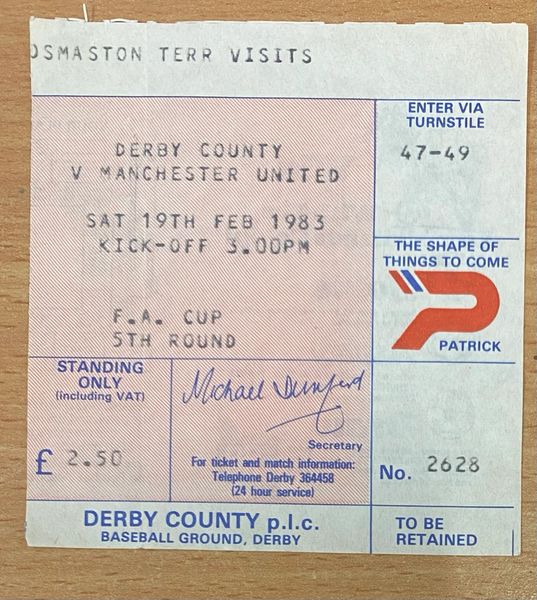 OSMASTON TERR VISITS
DERBY COUNTY
V MANCHESTER UNITED
SAT 19TH FEB 1983
KICK-OFF 3.00PM
F.A. CUP
5TH ROUND
ENTER VIA
TURNSTILE
47-49
THE SHAPE OF
THINGS TO COME
PATRICK
STANDING
ONLY
(including VAT)
£ 2.50
Michael Dunford
Secretary
For ticket and match information:
Telephone Derby 364458
(24 hour service)
No. 2628
DERBY COUNTY p.l.c.
BASEBALL GROUND, DERBY
TO BE
RETAINED